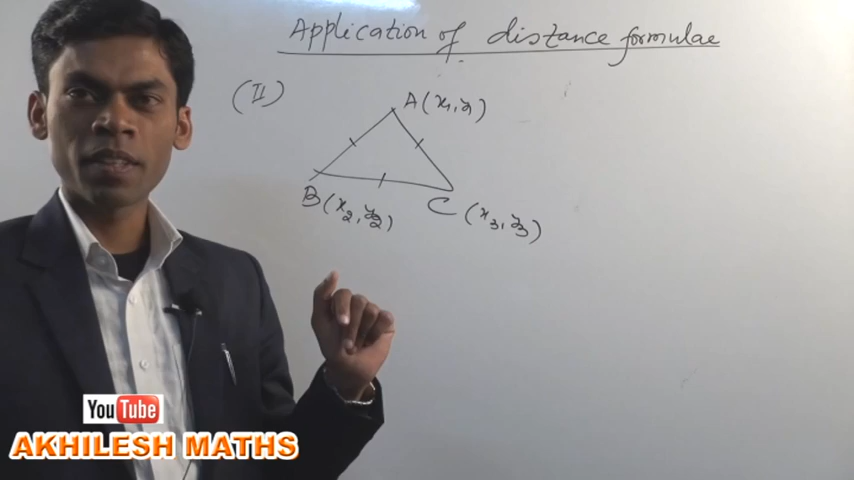 Application of distance formulae
(II)
A (x₁, y₁)
B (x₂, y₂)
C (x₃, y₃)
YouTube
AKHILESH MATHS